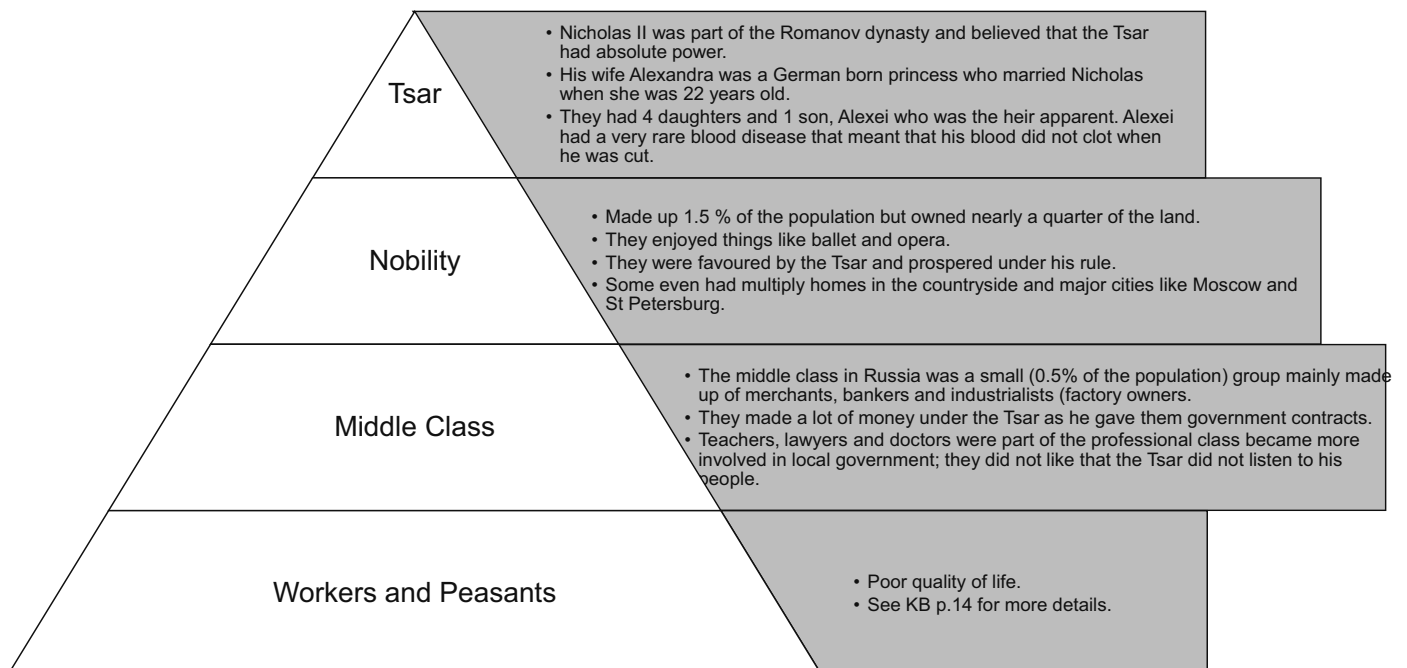 Tsar
• Nicholas II was part of the Romanov dynasty and believed that the Tsar
had absolute power.
• His wife Alexandra was a German born princess who married Nicholas
when she was 22 years old.
• They had 4 daughters and 1 son, Alexei who was the heir apparent. Alexei
had a very rare blood disease that meant that his blood did not clot when
he was cut.
Nobility
• Made up 1.5 % of the population but owned nearly a quarter of the land.
• They enjoyed things like ballet and opera.
• They were favoured by the Tsar and prospered under his rule.
• Some even had multiply homes in the countryside and major cities like Moscow and
St Petersburg.
Middle Class
• The middle class in Russia was a small (0.5% of the population) group mainly made
up of merchants, bankers and industrialists (factory owners.
• They made a lot of money under the Tsar as he gave them government contracts.
• Teachers, lawyers and doctors were part of the professional class became more
involved in local government; they did not like that the Tsar did not listen to his
people.
Workers and Peasants
• Poor quality of life.
• See KB p.14 for more details.